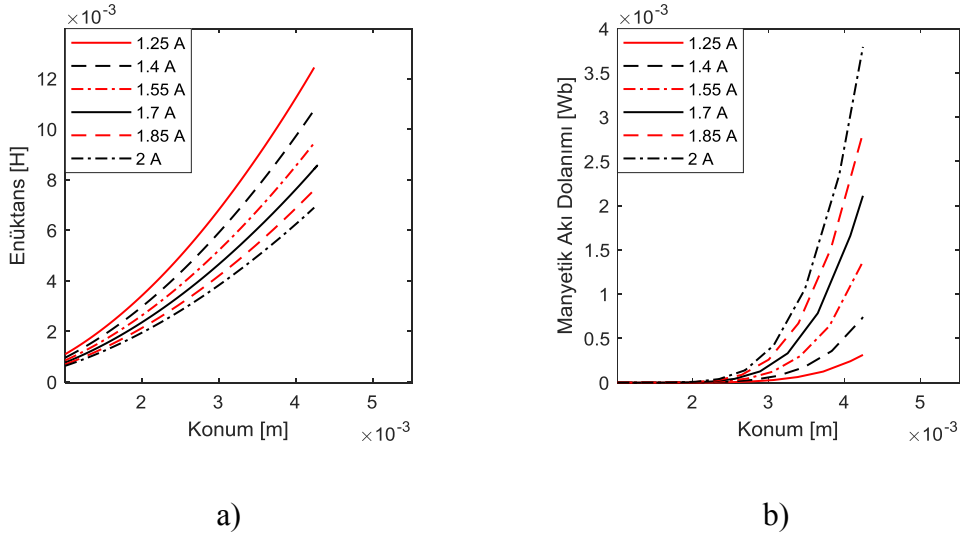 ×10⁻³
1.25 A
1.4 A
1.55 A
1.7 A
1.85 A
2 A
12
10
8
6
4
2
0
Enüktans [H]
2 3 4 5
Konum [m]
×10⁻³
a)
×10⁻³
1.25 A
1.4 A
1.55 A
1.7 A
1.85 A
2 A
4
3.5
3
2.5
2
1.5
1
0.5
0
Manyetik Akı Dolanımı [Wb]
2 3 4 5
Konum [m]
×10⁻³
b)